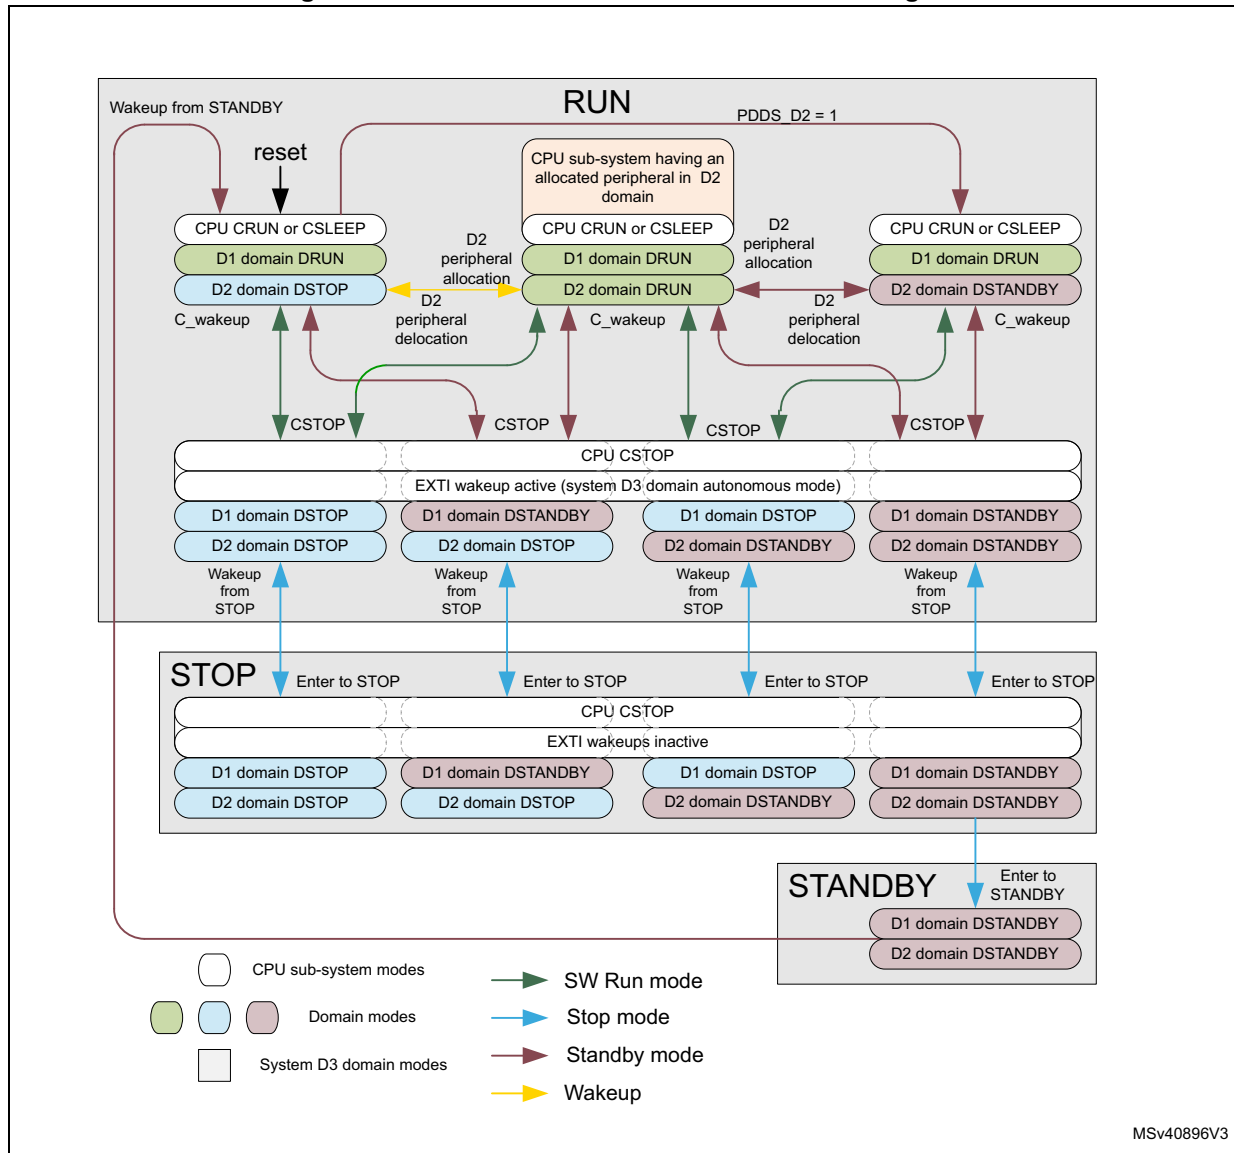 Wakeup from STANDBY
RUN
PDDS_D2 = 1
reset
CPU sub-system having an
allocated peripheral in D2
domain
CPU CRUN or CSLEEP
D1 domain DRUN
D2 domain DSTOP
D2
peripheral
allocation
D2
peripheral
delocation
CPU CRUN or CSLEEP
D1 domain DRUN
D2 domain DRUN
D2
peripheral
allocation
D2
peripheral
delocation
CPU CRUN or CSLEEP
D1 domain DRUN
D2 domain DSTANDBY
C_wakeup
C_wakeup
C_wakeup
CSTOP
CSTOP
CSTOP
CSTOP
CPU CSTOP
EXTI wakeup active (system D3 domain autonomous mode)
D1 domain DSTOP
D2 domain DSTOP
D1 domain DSTANDBY
D2 domain DSTOP
D1 domain DSTOP
D2 domain DSTANDBY
D1 domain DSTANDBY
D2 domain DSTANDBY
Wakeup
from
STOP
Wakeup
from
STOP
Wakeup
from
STOP
Wakeup
from
STOP
STOP
Enter to STOP
Enter to STOP
Enter to STOP
Enter to STOP
CPU CSTOP
EXTI wakeups inactive
D1 domain DSTOP
D2 domain DSTOP
D1 domain DSTANDBY
D2 domain DSTOP
D1 domain DSTOP
D2 domain DSTANDBY
D1 domain DSTANDBY
D2 domain DSTANDBY
STANDBY
Enter to
STANDBY
D1 domain DSTANDBY
D2 domain DSTANDBY
CPU sub-system modes
Domain modes
System D3 domain modes
SW Run mode
Stop mode
Standby mode
Wakeup
MSv40896V3